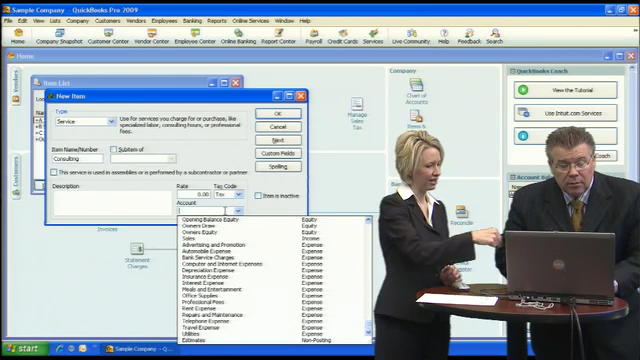 Sample Company - QuickBooks Pro 2009
File Edit View Lists Company Customers Vendors Employees Banking Reports Online Services Window Help
Home Company Snapshot Customer Center Vendor Center Employee Center Online Banking Report Center Payroll Credit Cards Services Live Community Help Feedback Search
Home
Vendors
Customers
Item List
New Item
Type
Service
Use for services you charge for or purchase, like
specialized labor, consulting hours, or professional
fees.
OK
Cancel
Next
Custom Fields
Spelling
Item Name/Number
Subitem of
Consulting
This service is used in assemblies or is performed by a subcontractor or partner
Description
Rate
Tax Code
0.00
Tax
Item is inactive
Account
Opening Balance Equity Equity
Owners Draw Equity
Owners Equity Equity
Sales Income
Advertising and Promotion Expense
Automobile Expense Expense
Bank Service Charges Expense
Computer and Internet Expenses Expense
Depreciation Expense Expense
Insurance Expense Expense
Interest Expense Expense
Meals and Entertainment Expense
Office Supplies Expense
Professional Fees Expense
Rent Expense Expense
Repairs and Maintenance Expense
Telephone Expense Expense
Travel Expense Expense
Utilities Expense
Estimates Non-Posting
Invoices
Statement
Charges
Manage
Sales
Tax
Company
Chart of
Accounts
Items &
Reconcile
QuickBooks Coach
View the Tutorial
Use Intuit.com Services
Coach
Account
start
Sample Company -